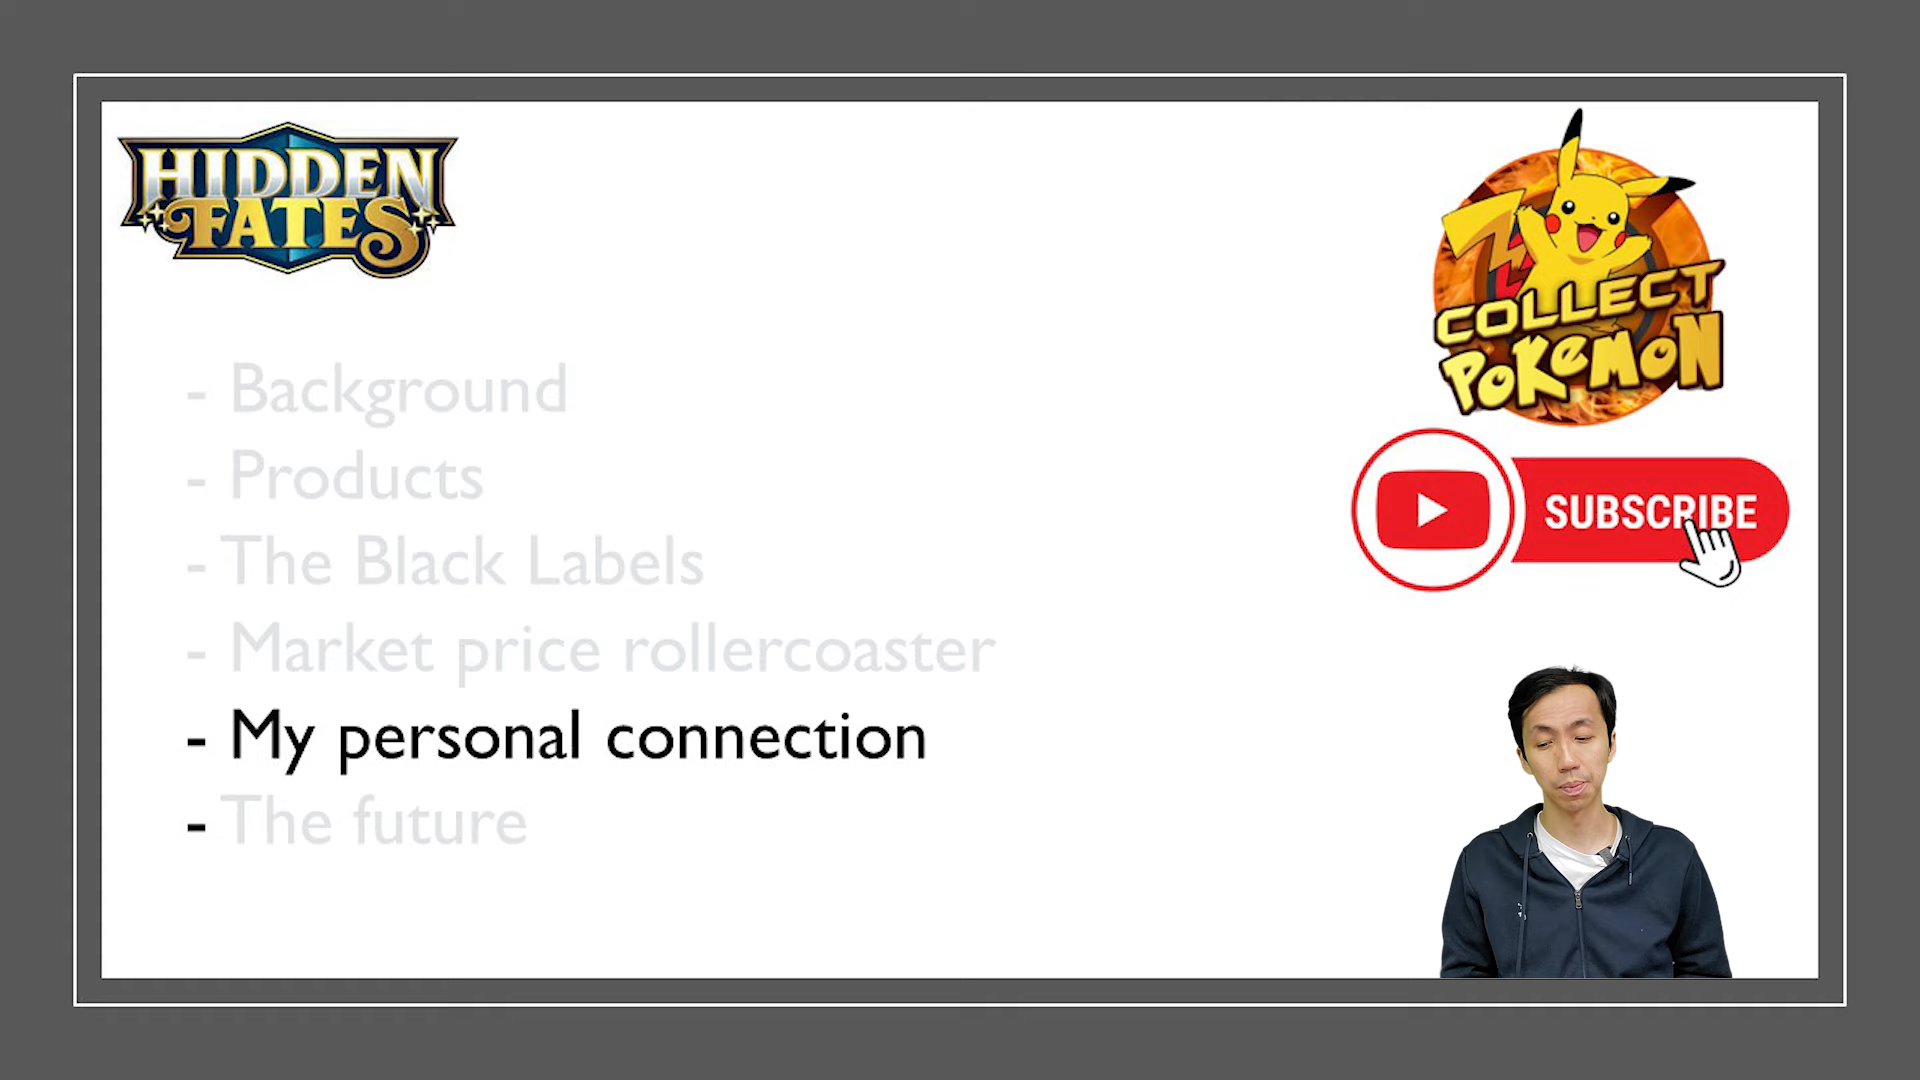 HIDDEN
FATES
COLLECT
POKEMON
- Background
- Products
SUBSCRIBE
- The Black Labels
- Market price rollercoaster
- My personal connection
- The future